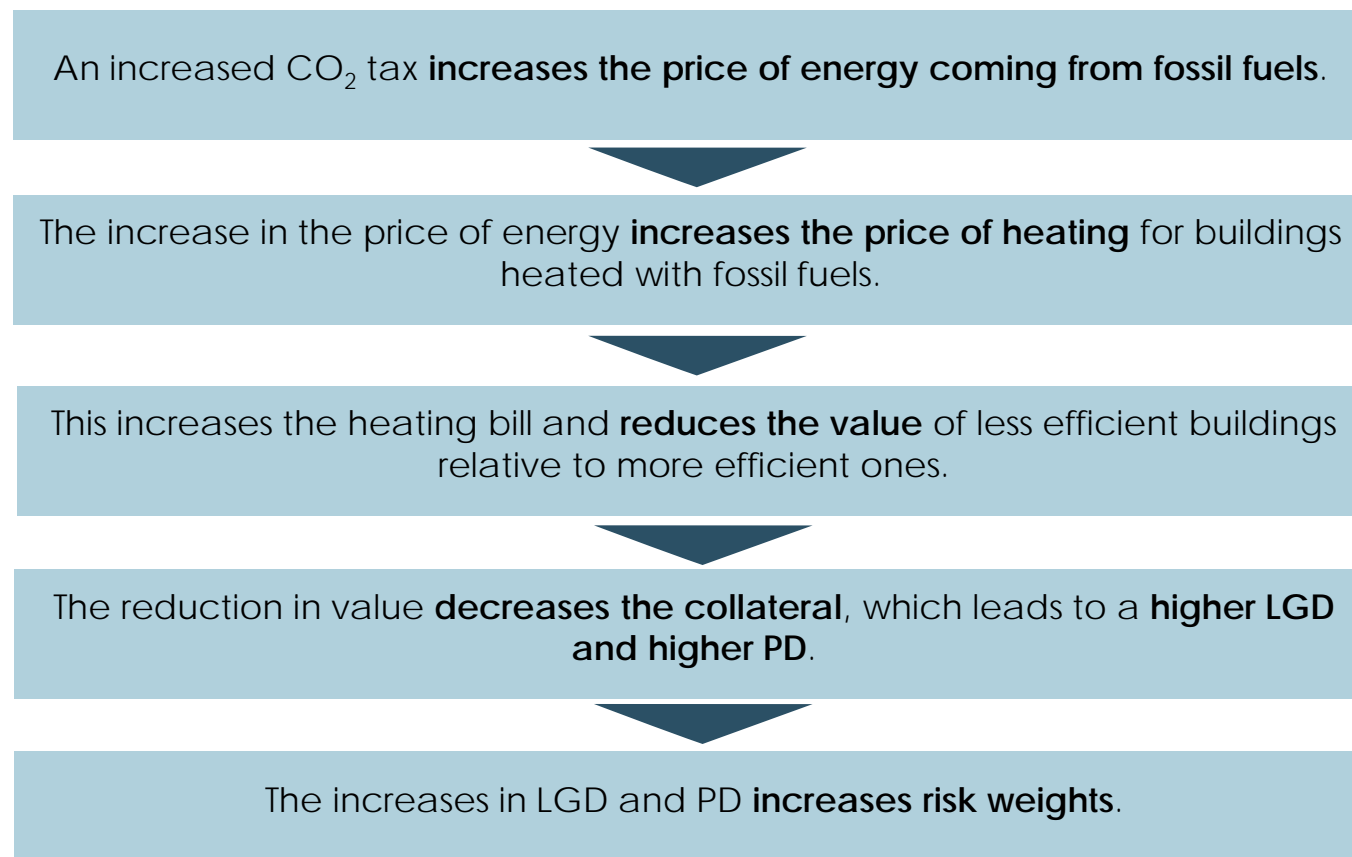 An increased CO₂ tax increases the price of energy coming from fossil fuels.
The increase in the price of energy increases the price of heating for buildings
heated with fossil fuels.
This increases the heating bill and reduces the value of less efficient buildings
relative to more efficient ones.
The reduction in value decreases the collateral, which leads to a higher LGD
and higher PD.
The increases in LGD and PD increases risk weights.